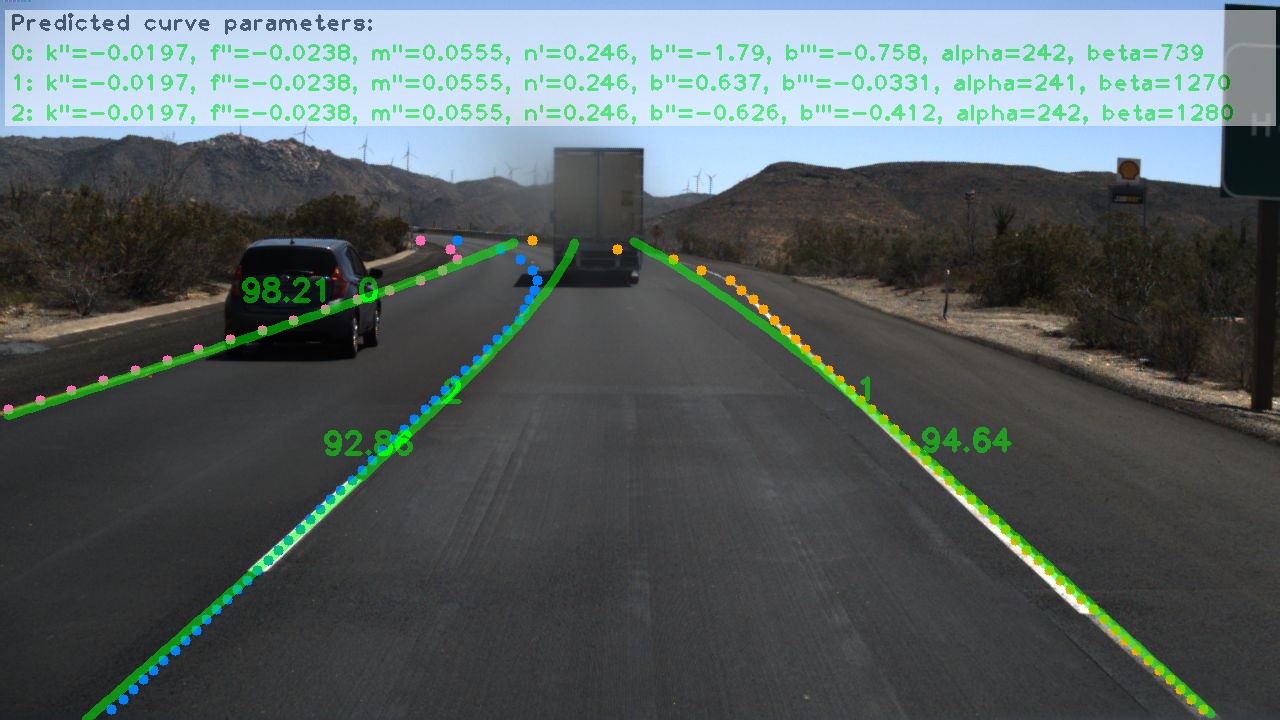 Predicted curve parameters:
0: k''=-0.0197, f''=-0.0238, m''=0.0555, n'=0.246, b''=-1.79, b'''=-0.758, alpha=242, beta=739
1: k''=-0.0197, f''=-0.0238, m''=0.0555, n'=0.246, b''=0.637, b'''=-0.0331, alpha=241, beta=1270
2: k''=-0.0197, f''=-0.0238, m''=0.0555, n'=0.246, b''=-0.626, b'''=-0.412, alpha=242, beta=1280
H
98.21 0
2
1
92.86
94.64